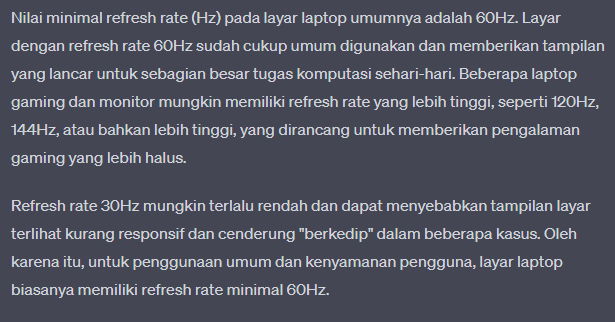 Nilai minimal refresh rate (Hz) pada layar laptop umumnya adalah 60Hz. Layar
dengan refresh rate 60Hz sudah cukup umum digunakan dan memberikan tampilan
yang lancar untuk sebagian besar tugas komputasi sehari-hari. Beberapa laptop
gaming dan monitor mungkin memiliki refresh rate yang lebih tinggi, seperti 120Hz,
144Hz, atau bahkan lebih tinggi, yang dirancang untuk memberikan pengalaman
gaming yang lebih halus.
Refresh rate 30Hz mungkin terlalu rendah dan dapat menyebabkan tampilan layar
terlihat kurang responsif dan cenderung "berkedip" dalam beberapa kasus. Oleh
karena itu, untuk penggunaan umum dan kenyamanan pengguna, layar laptop
biasanya memiliki refresh rate minimal 60Hz.